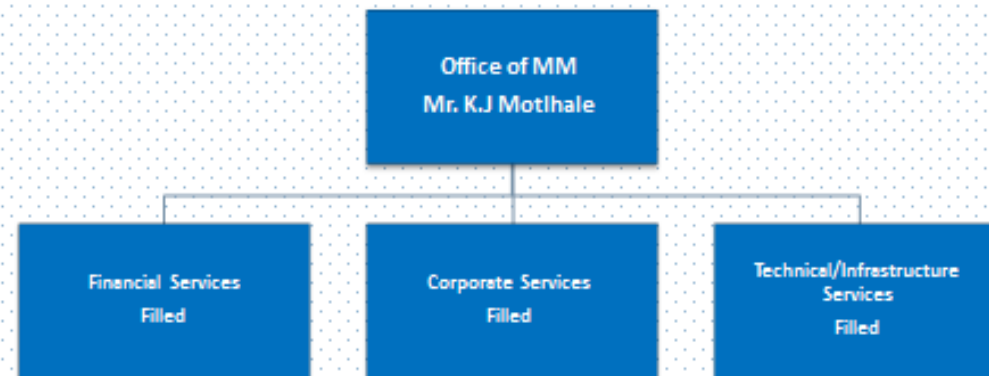 Office of MM
Mr. K.J Motlhale
Financial Services
Filled
Corporate Services
Filled
Technical/Infrastructure
Services
Filled